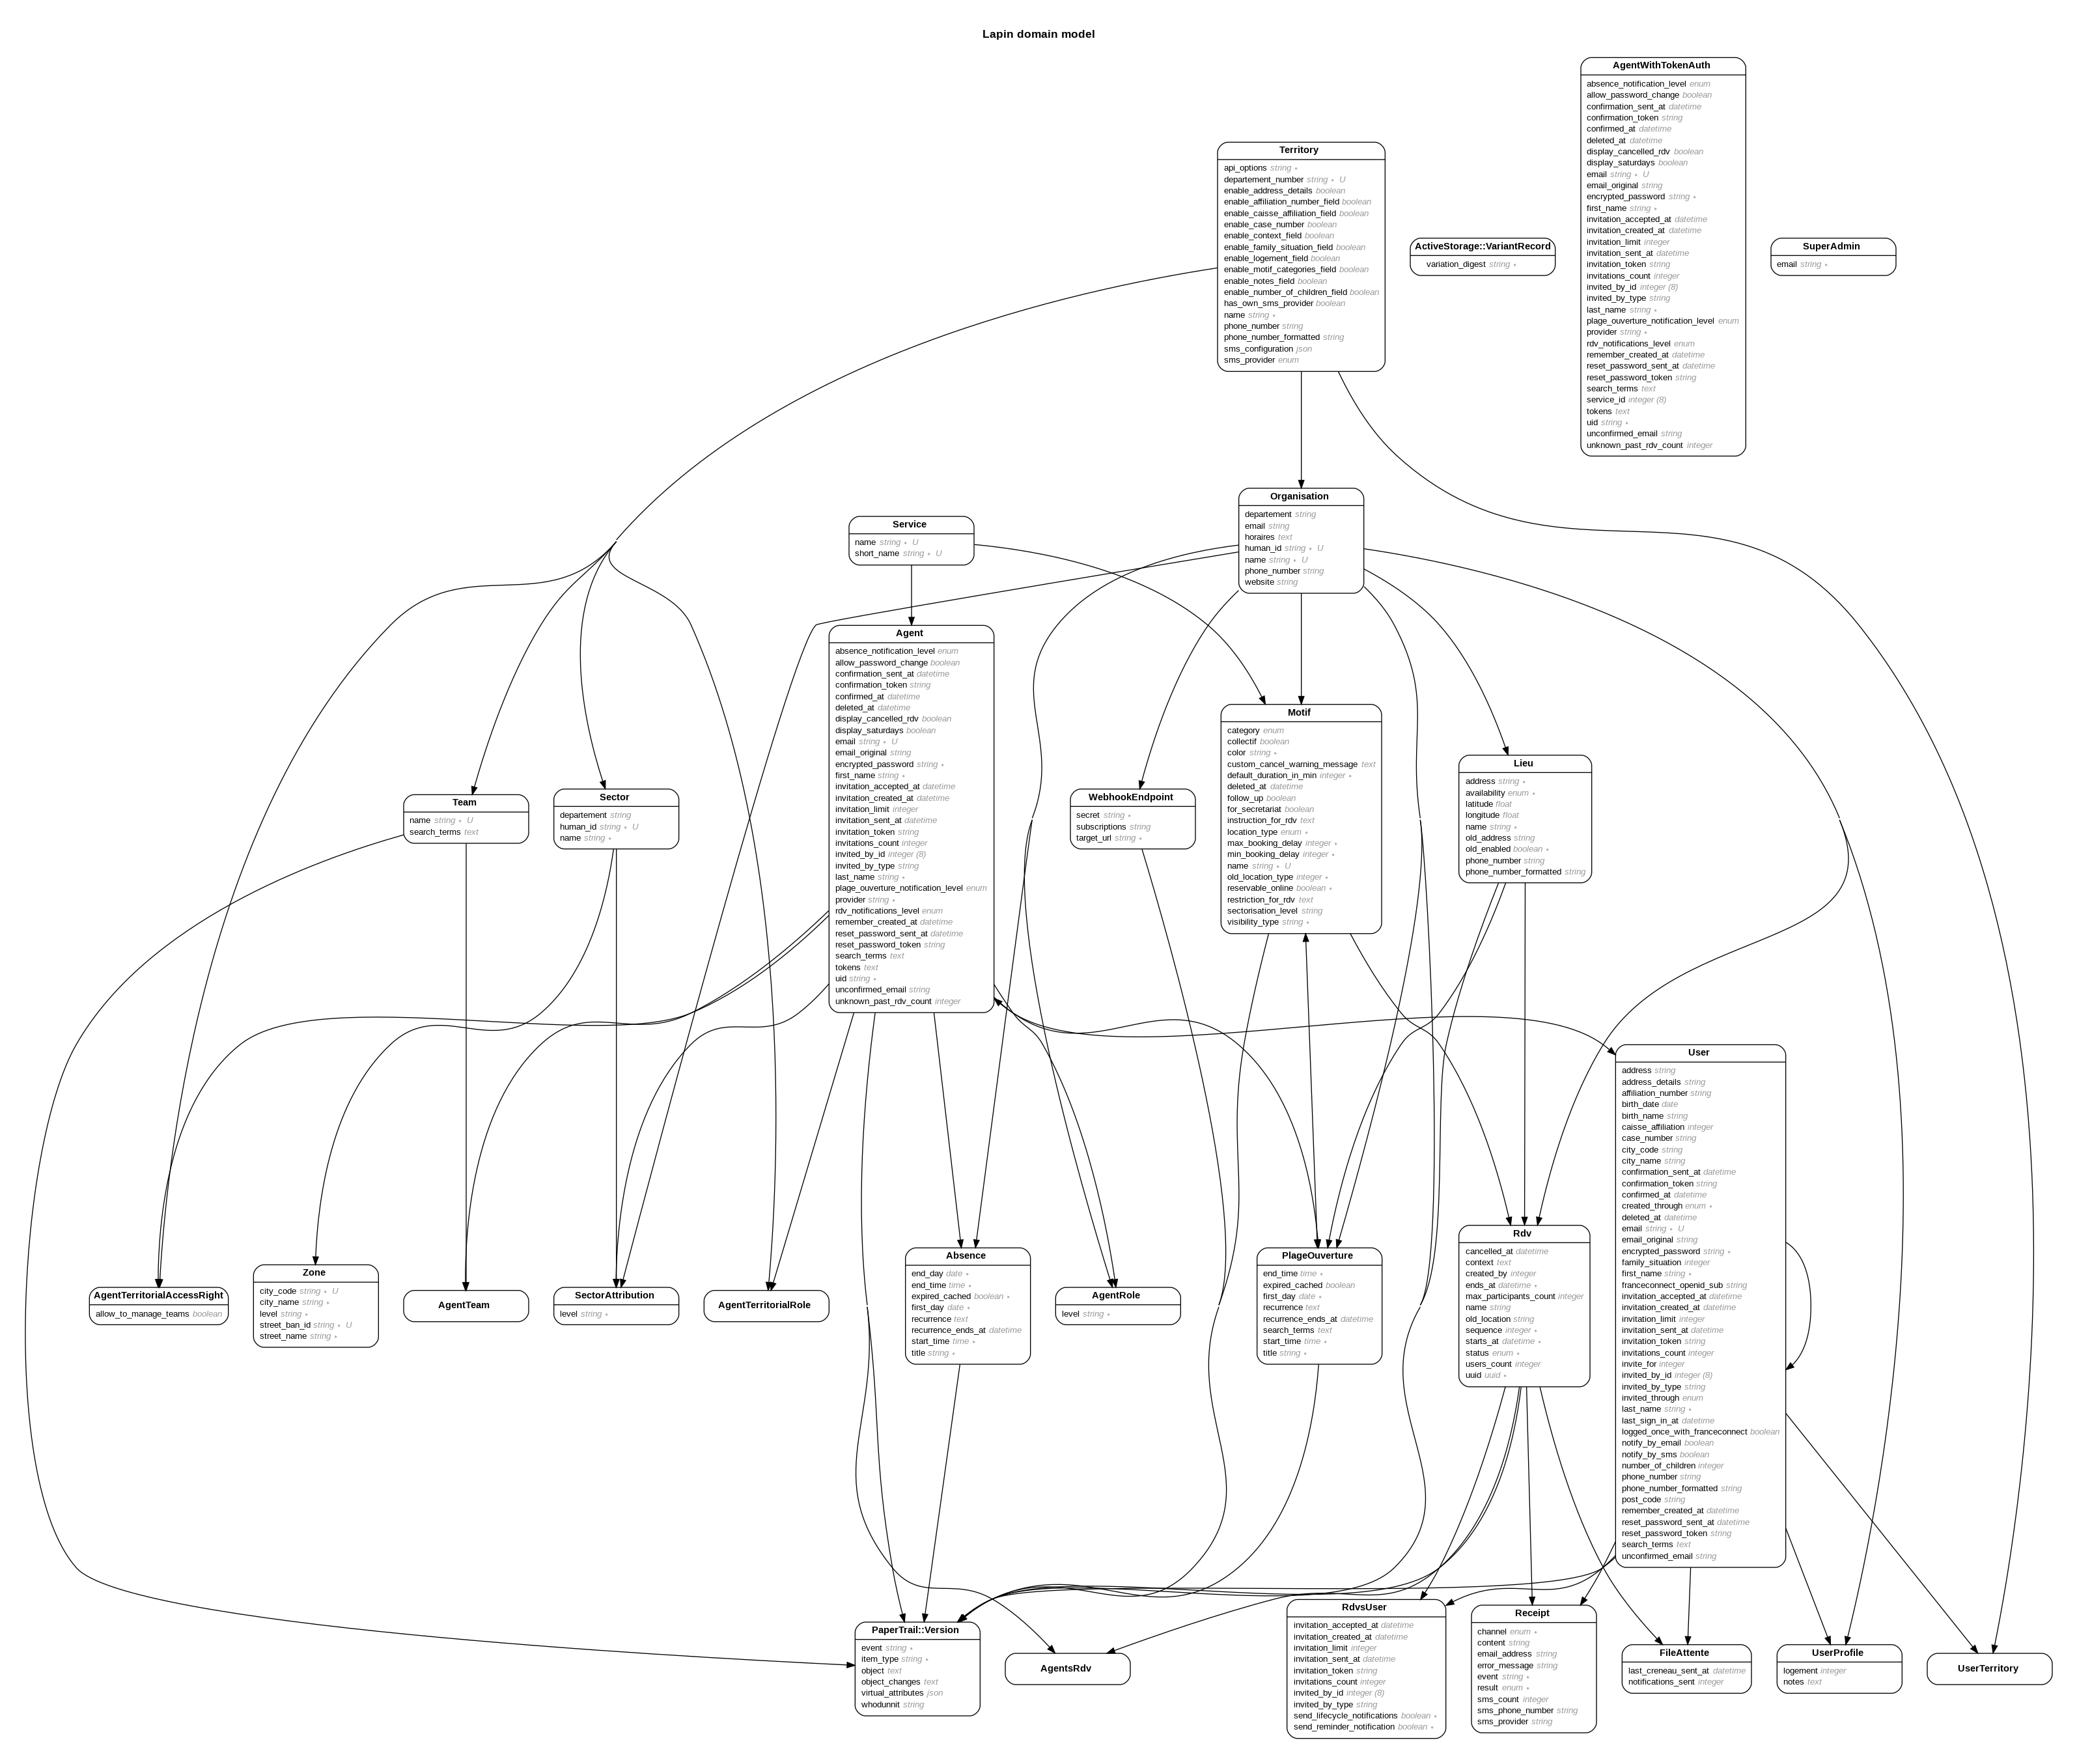 Lapin domain model
AgentWithTokenAuth
absence_notification_level enum
allow_password_change boolean
confirmation_sent_at datetime
confirmation_token string
confirmed_at datetime
deleted_at datetime
display_cancelled_rdv boolean
display_saturdays boolean
email string ∗ U
email_original string
encrypted_password string ∗
first_name string ∗
invitation_accepted_at datetime
invitation_created_at datetime
invitation_limit integer
invitation_sent_at datetime
invitation_token string
invitations_count integer
invited_by_id integer (8)
invited_by_type string
last_name string ∗
plage_ouverture_notification_level enum
provider string ∗
rdv_notifications_level enum
remember_created_at datetime
reset_password_sent_at datetime
reset_password_token string
search_terms text
service_id integer (8)
tokens text
uid string ∗
unconfirmed_email string
unknown_past_rdv_count integer
Territory
api_options string ∗
departement_number string ∗ U
enable_address_details boolean
enable_affiliation_number_field boolean
enable_caisse_affiliation_field boolean
enable_case_number boolean
enable_context_field boolean
enable_family_situation_field boolean
enable_logement_field boolean
enable_motif_categories_field boolean
enable_notes_field boolean
enable_number_of_children_field boolean
has_own_sms_provider boolean
name string ∗
phone_number string
phone_number_formatted string
sms_configuration json
sms_provider enum
ActiveStorage::VariantRecord
variation_digest string ∗
SuperAdmin
email string ∗
Organisation
departement string
email string
horaires text
human_id string ∗ U
name string ∗ U
phone_number string
website string
Service
name string ∗ U
short_name string ∗ U
Agent
absence_notification_level enum
allow_password_change boolean
confirmation_sent_at datetime
confirmation_token string
confirmed_at datetime
deleted_at datetime
display_cancelled_rdv boolean
display_saturdays boolean
email string ∗ U
email_original string
encrypted_password string ∗
first_name string ∗
invitation_accepted_at datetime
invitation_created_at datetime
invitation_limit integer
invitation_sent_at datetime
invitation_token string
invitations_count integer
invited_by_id integer (8)
invited_by_type string
last_name string ∗
plage_ouverture_notification_level enum
provider string ∗
rdv_notifications_level enum
remember_created_at datetime
reset_password_sent_at datetime
reset_password_token string
search_terms text
tokens text
uid string ∗
unconfirmed_email string
unknown_past_rdv_count integer
Motif
category enum
collectif boolean
color string ∗
custom_cancel_warning_message text
default_duration_in_min integer ∗
deleted_at datetime
follow_up boolean
for_secretariat boolean
instruction_for_rdv text
location_type enum ∗
max_booking_delay integer ∗
min_booking_delay integer ∗
name string ∗ U
old_location_type integer ∗
reservable_online boolean ∗
restriction_for_rdv text
sectorisation_level string
visibility_type string ∗
Lieu
address string ∗
availability enum ∗
latitude float
longitude float
name string ∗
old_address string
old_enabled boolean ∗
phone_number string
phone_number_formatted string
Team
name string ∗ U
search_terms text
Sector
departement string
human_id string ∗ U
name string ∗
WebhookEndpoint
secret string ∗
subscriptions string
target_url string ∗
User
address string
address_details string
affiliation_number string
birth_date date
birth_name string
caisse_affiliation integer
case_number string
city_code string
city_name string
confirmation_sent_at datetime
confirmation_token string
confirmed_at datetime
created_through enum ∗
deleted_at datetime
email string ∗ U
email_original string
encrypted_password string ∗
family_situation integer
first_name string ∗
franceconnect_openid_sub string
invitation_accepted_at datetime
invitation_created_at datetime
invitation_limit integer
invitation_sent_at datetime
invitation_token string
invitations_count integer
invite_for integer
invited_by_id integer (8)
invited_by_type string
invited_through enum
last_name string ∗
last_sign_in_at datetime
logged_once_with_franceconnect boolean
notify_by_email boolean
notify_by_sms boolean
number_of_children integer
phone_number string
phone_number_formatted string
post_code string
remember_created_at datetime
reset_password_sent_at datetime
reset_password_token string
search_terms text
unconfirmed_email string
AgentTerritorialAccessRight
allow_to_manage_teams boolean
Zone
city_code string ∗ U
city_name string ∗
level string ∗
street_ban_id string ∗ U
street_name string ∗
AgentTeam
SectorAttribution
level string ∗
AgentTerritorialRole
Absence
end_day date ∗
end_time time ∗
expired_cached boolean ∗
first_day date ∗
recurrence text
recurrence_ends_at datetime
start_time time ∗
title string ∗
AgentRole
level string ∗
PlageOuverture
end_time time ∗
expired_cached boolean
first_day date ∗
recurrence text
recurrence_ends_at datetime
search_terms text
start_time time ∗
title string ∗
Rdv
cancelled_at datetime
context text
created_by integer
ends_at datetime ∗
max_participants_count integer
name string
old_location string
sequence integer ∗
starts_at datetime ∗
status enum ∗
users_count integer
uuid uuid ∗
PaperTrail::Version
event string ∗
item_type string ∗
object text
object_changes text
virtual_attributes json
whodunnit string
AgentsRdv
RdvsUser
invitation_accepted_at datetime
invitation_created_at datetime
invitation_limit integer
invitation_sent_at datetime
invitation_token string
invitations_count integer
invited_by_id integer (8)
invited_by_type string
send_lifecycle_notifications boolean ∗
send_reminder_notification boolean ∗
Receipt
channel enum ∗
content string
email_address string
error_message string
event string ∗
result enum ∗
sms_count integer
sms_phone_number string
sms_provider string
FileAttente
last_creneau_sent_at datetime
notifications_sent integer
UserProfile
logement integer
notes text
UserTerritory